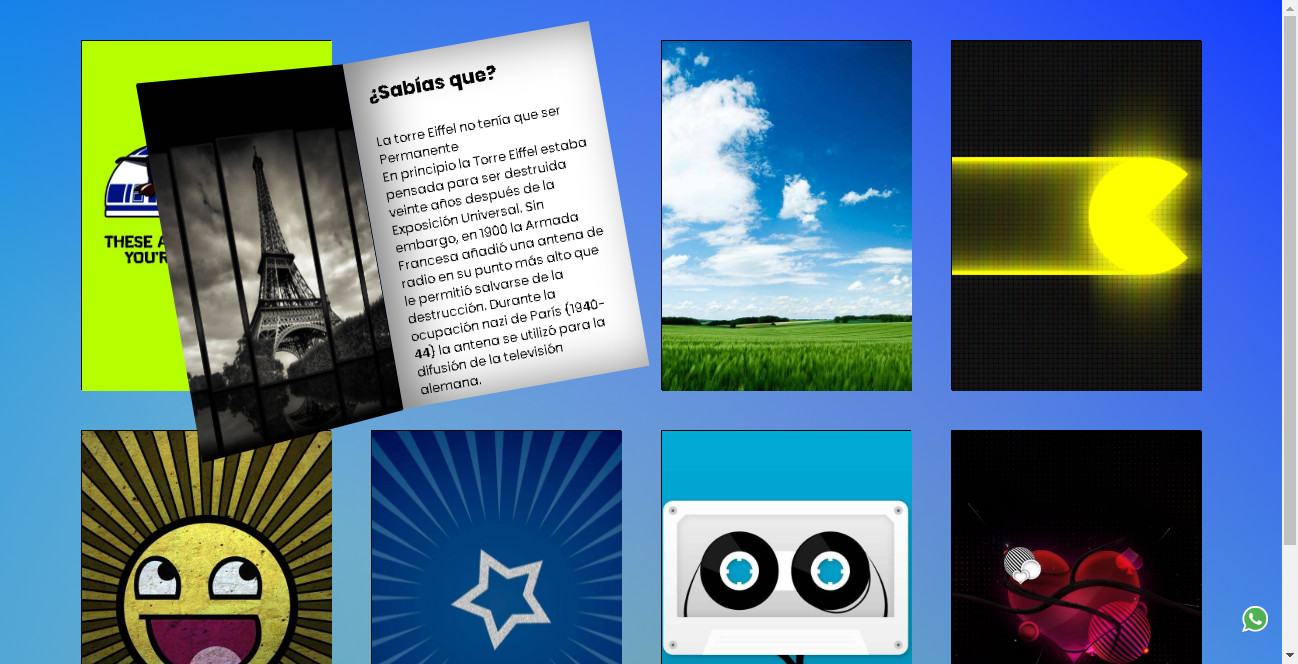 ¿Sabías que?
La torre Eiffel no tenía que ser
Permanente
En principio la Torre Eiffel estaba
pensada para ser destruida
veinte años después de la
Exposición Universal. Sin
embargo, en 1900 la Armada
Francesa añadió una antena de
radio en su punto más alto que
le permitió salvarse de la
destrucción. Durante la
ocupación nazi de París (1940-
44) la antena se utilizó para la
difusión de la televisión
alemana.
THESE A
YOU'R